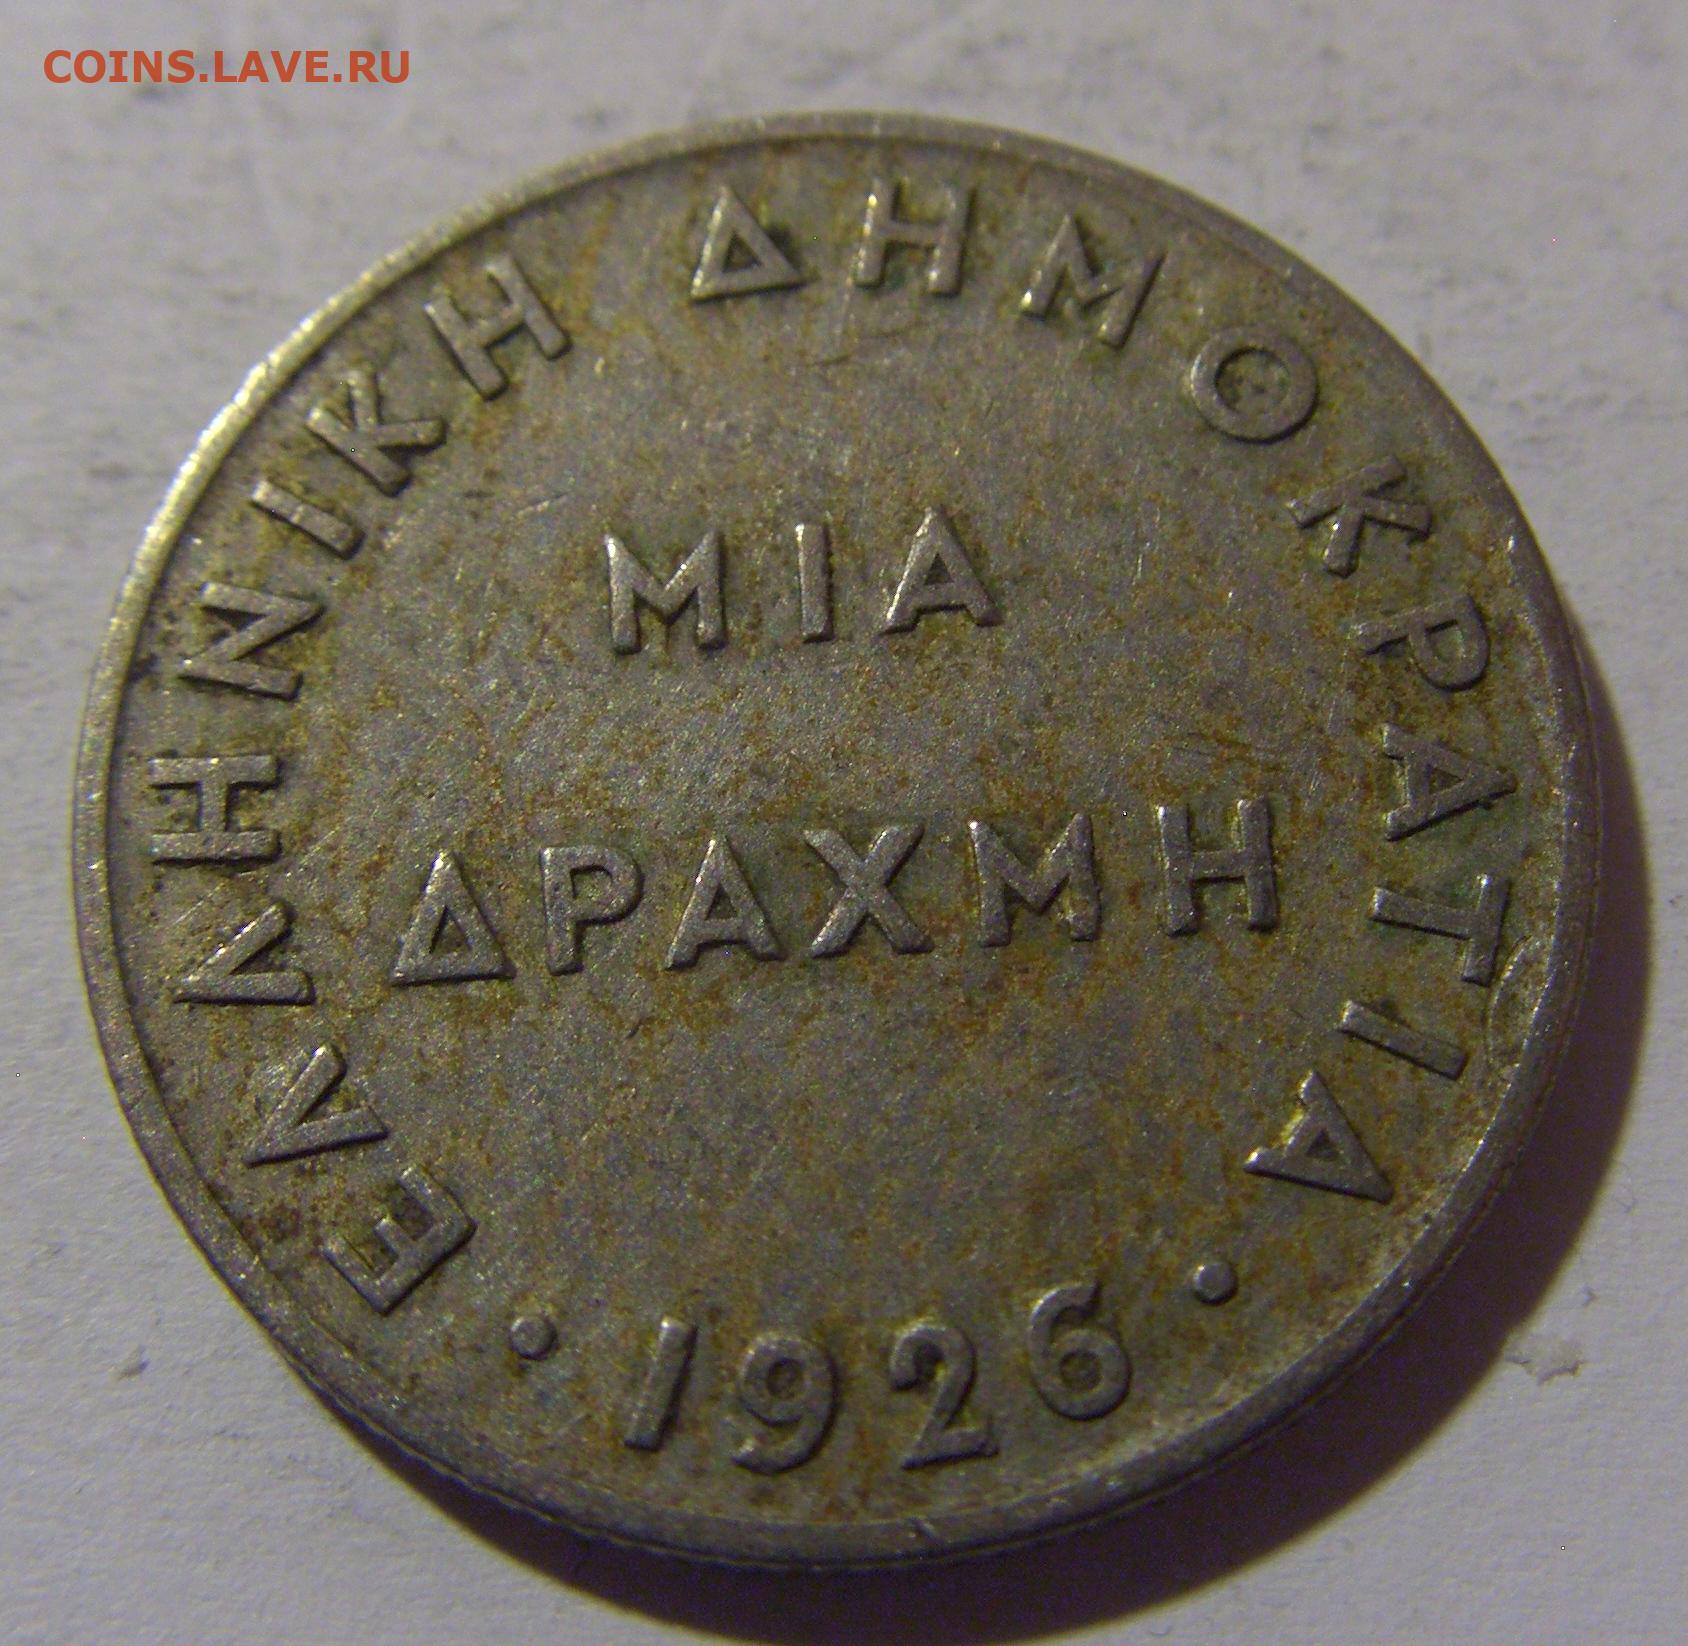 COINS.LAVE.RU
ΕΛΛΗΝΙΚΗ ΔΗΜΟΚΡΑΤΙΑ
ΜΙΑ
ΔΡΑΧΜΗ
· 1926 ·